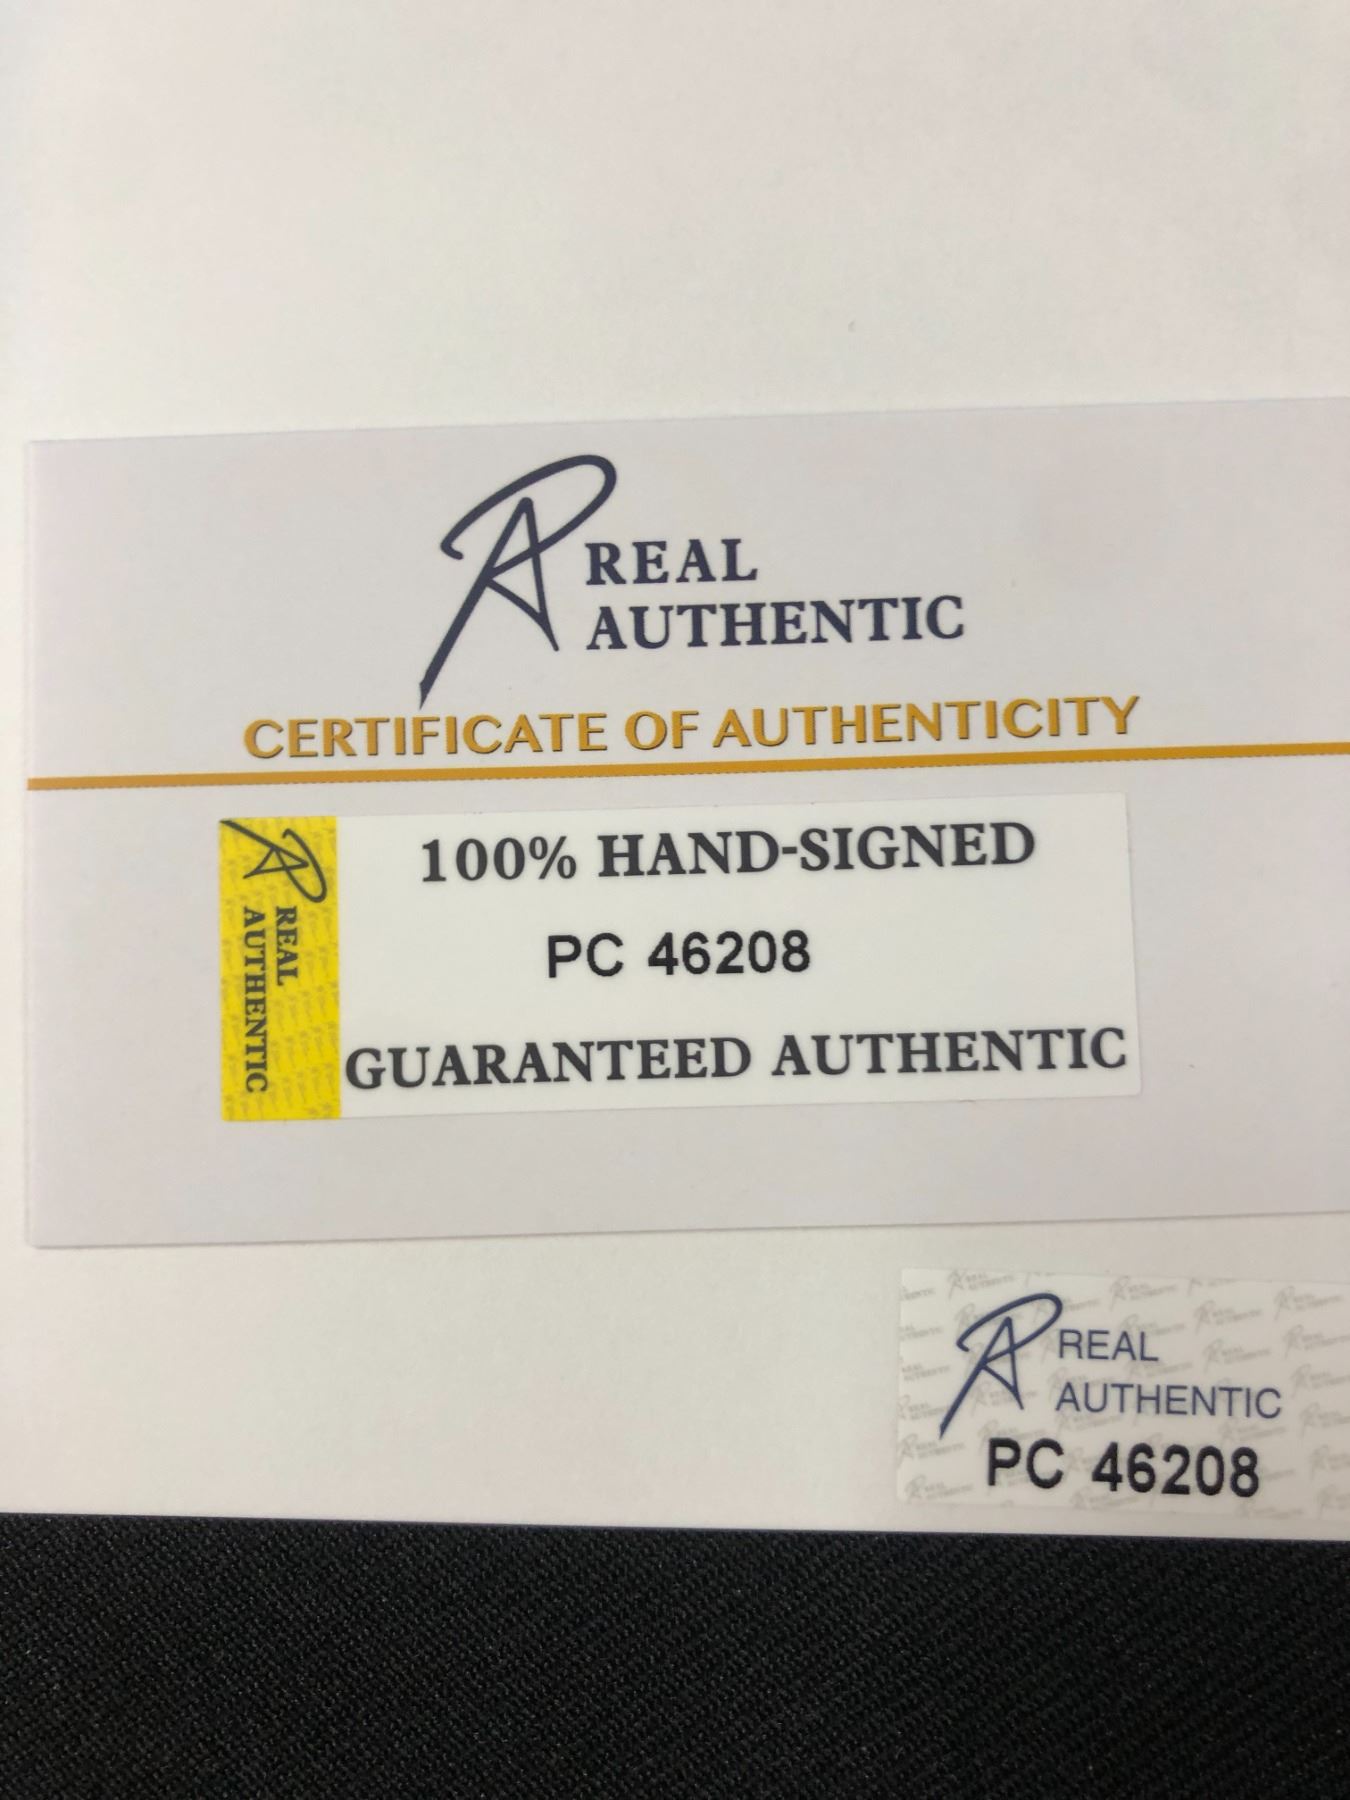 REAL
AUTHENTIC
CERTIFICATE OF AUTHENTICITY
REAL
AUTHENTIC
100% HAND-SIGNED
PC 46208
GUARANTEED AUTHENTIC
REAL
AUTHENTIC
PC 46208